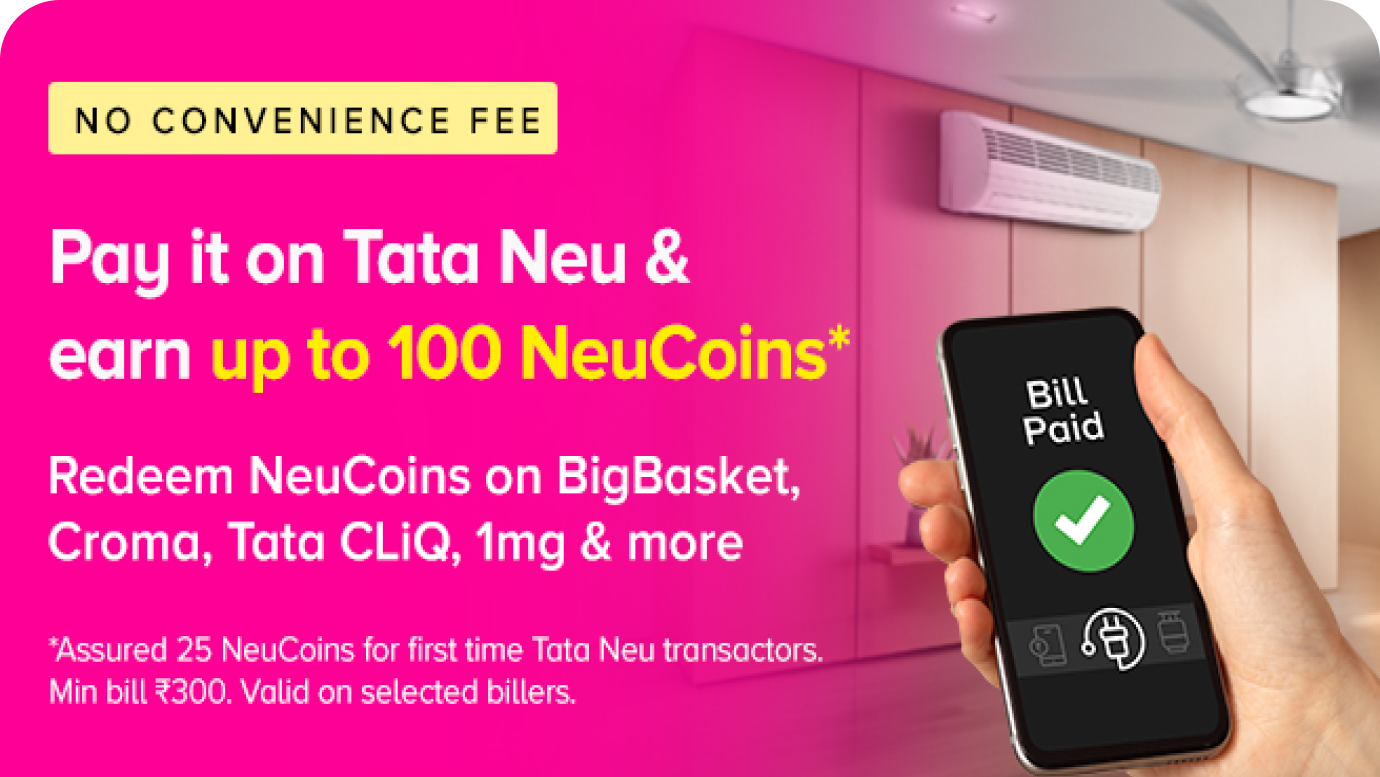 NO CONVENIENCE FEE
Pay it on Tata Neu &
earn up to 100 NeuCoins*
Redeem NeuCoins on BigBasket,
Croma, Tata CLiQ, 1mg & more
*Assured 25 NeuCoins for first time Tata Neu transactors.
Min bill ₹300. Valid on selected billers.
Bill
Paid